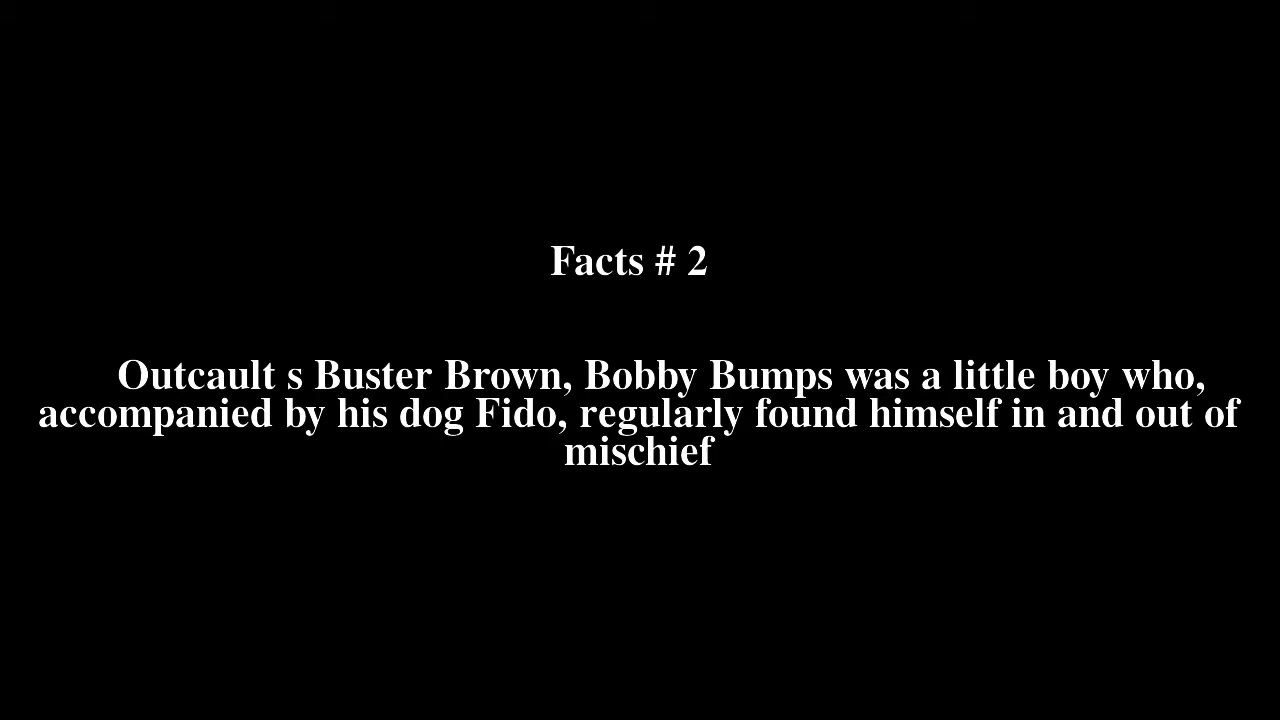 Facts # 2
Outcault s Buster Brown, Bobby Bumps was a little boy who,
accompanied by his dog Fido, regularly found himself in and out of
mischief